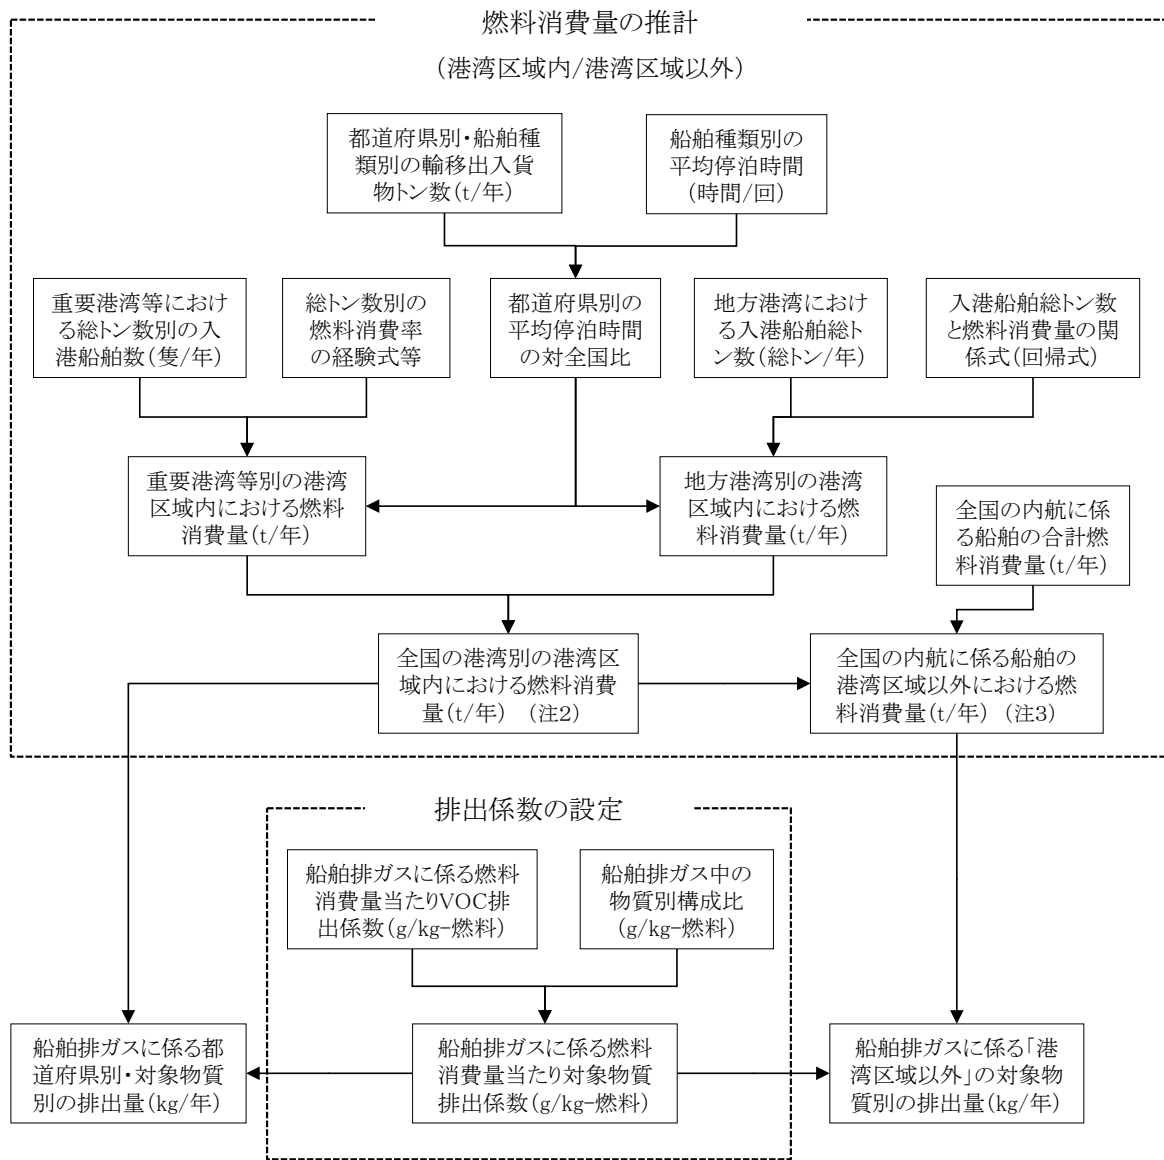 燃料消費量の推計
(港湾区域内/港湾区域以外)
都道府県別・船舶種
類別の輸移出入貨
物トン数(t/年)
船舶種類別の
平均停泊時間
(時間/回)
重要港湾等におけ
る総トン数別の入
港船舶数(隻/年)
総トン数別の
燃料消費率
の経験式等
都道府県別の
平均停泊時間
の対全国比
地方港湾におけ
る入港船舶総ト
ン数(総トン/年)
入港船舶総トン数
と燃料消費量の関
係式(回帰式)
重要港湾等別の港湾
区域内における燃料
消費量(t/年)
地方港湾別の港湾
区域内における燃
料消費量(t/年)
全国の内航に係
る船舶の合計燃
料消費量(t/年)
全国の港湾別の港湾区
域内における燃料消費
量(t/年) (注2)
全国の内航に係る船舶の
港湾区域以外における燃
料消費量(t/年) (注3)
排出係数の設定
船舶排ガスに係る燃料
消費量当たりVOC排
出係数(g/kg-燃料)
船舶排ガス中の
物質別構成比
(g/kg-燃料)
船舶排ガスに係る都
道府県別・対象物質
別の排出量(kg/年)
船舶排ガスに係る燃料
消費量当たり対象物質
排出係数(g/kg-燃料)
船舶排ガスに係る「港
湾区域以外」の対象物
質別の排出量(kg/年)